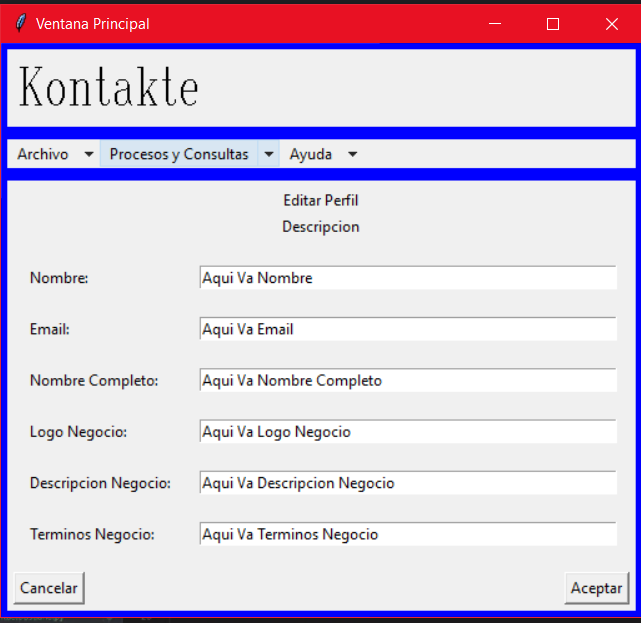 Ventana Principal
Kontakte
Archivo Procesos y Consultas Ayuda
Editar Perfil
Descripcion
Nombre: Aqui Va Nombre
Email: Aqui Va Email
Nombre Completo: Aqui Va Nombre Completo
Logo Negocio: Aqui Va Logo Negocio
Descripcion Negocio: Aqui Va Descripcion Negocio
Terminos Negocio: Aqui Va Terminos Negocio
Cancelar Aceptar